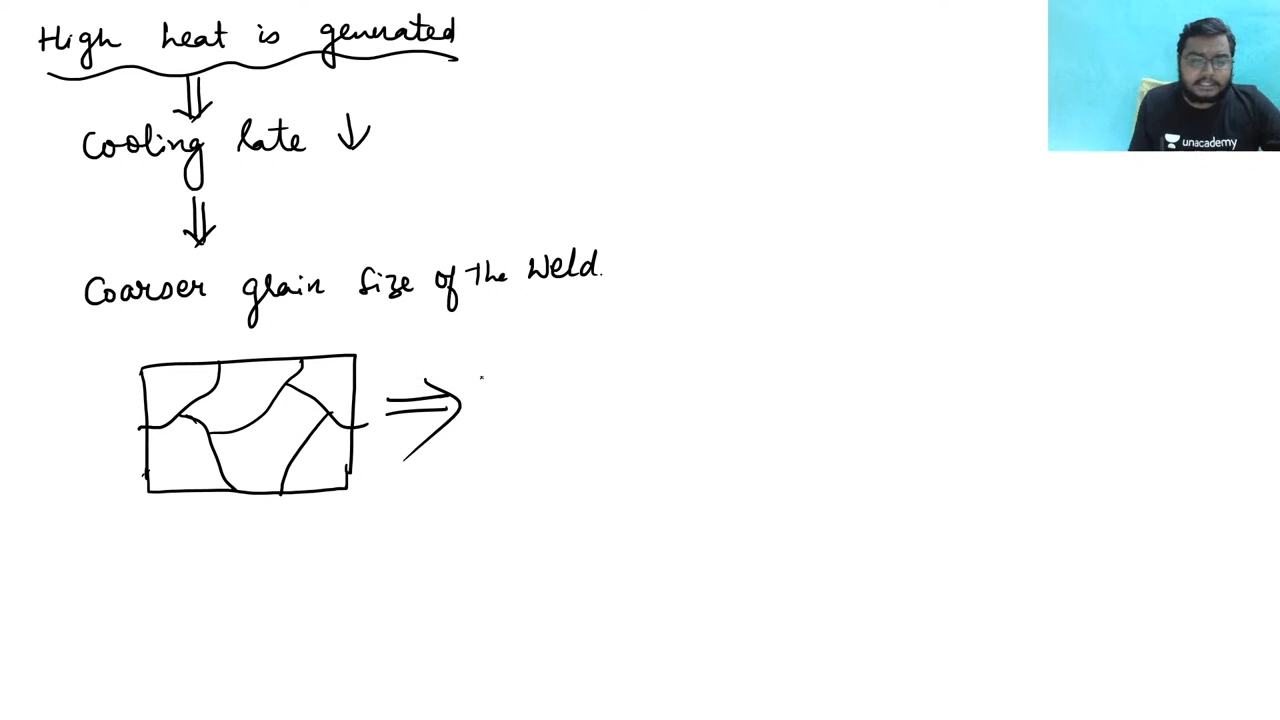 High heat is generated
Cooling rate ↓
Coarser grain size of the weld.
unacademy